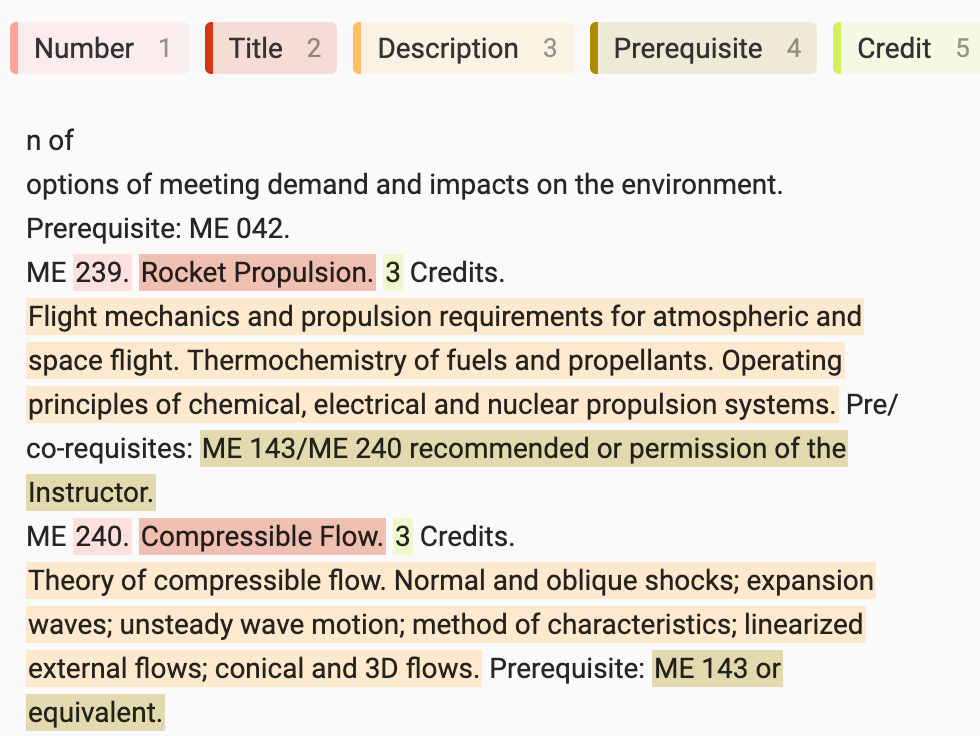 Number 1 Title 2 Description 3 Prerequisite 4 Credit 5
n of
options of meeting demand and impacts on the environment.
Prerequisite: ME 042.
ME 239. Rocket Propulsion. 3 Credits.
Flight mechanics and propulsion requirements for atmospheric and
space flight. Thermochemistry of fuels and propellants. Operating
principles of chemical, electrical and nuclear propulsion systems. Pre/
co-requisites: ME 143/ME 240 recommended or permission of the
Instructor.
ME 240. Compressible Flow. 3 Credits.
Theory of compressible flow. Normal and oblique shocks; expansion
waves; unsteady wave motion; method of characteristics; linearized
external flows; conical and 3D flows. Prerequisite: ME 143 or
equivalent.